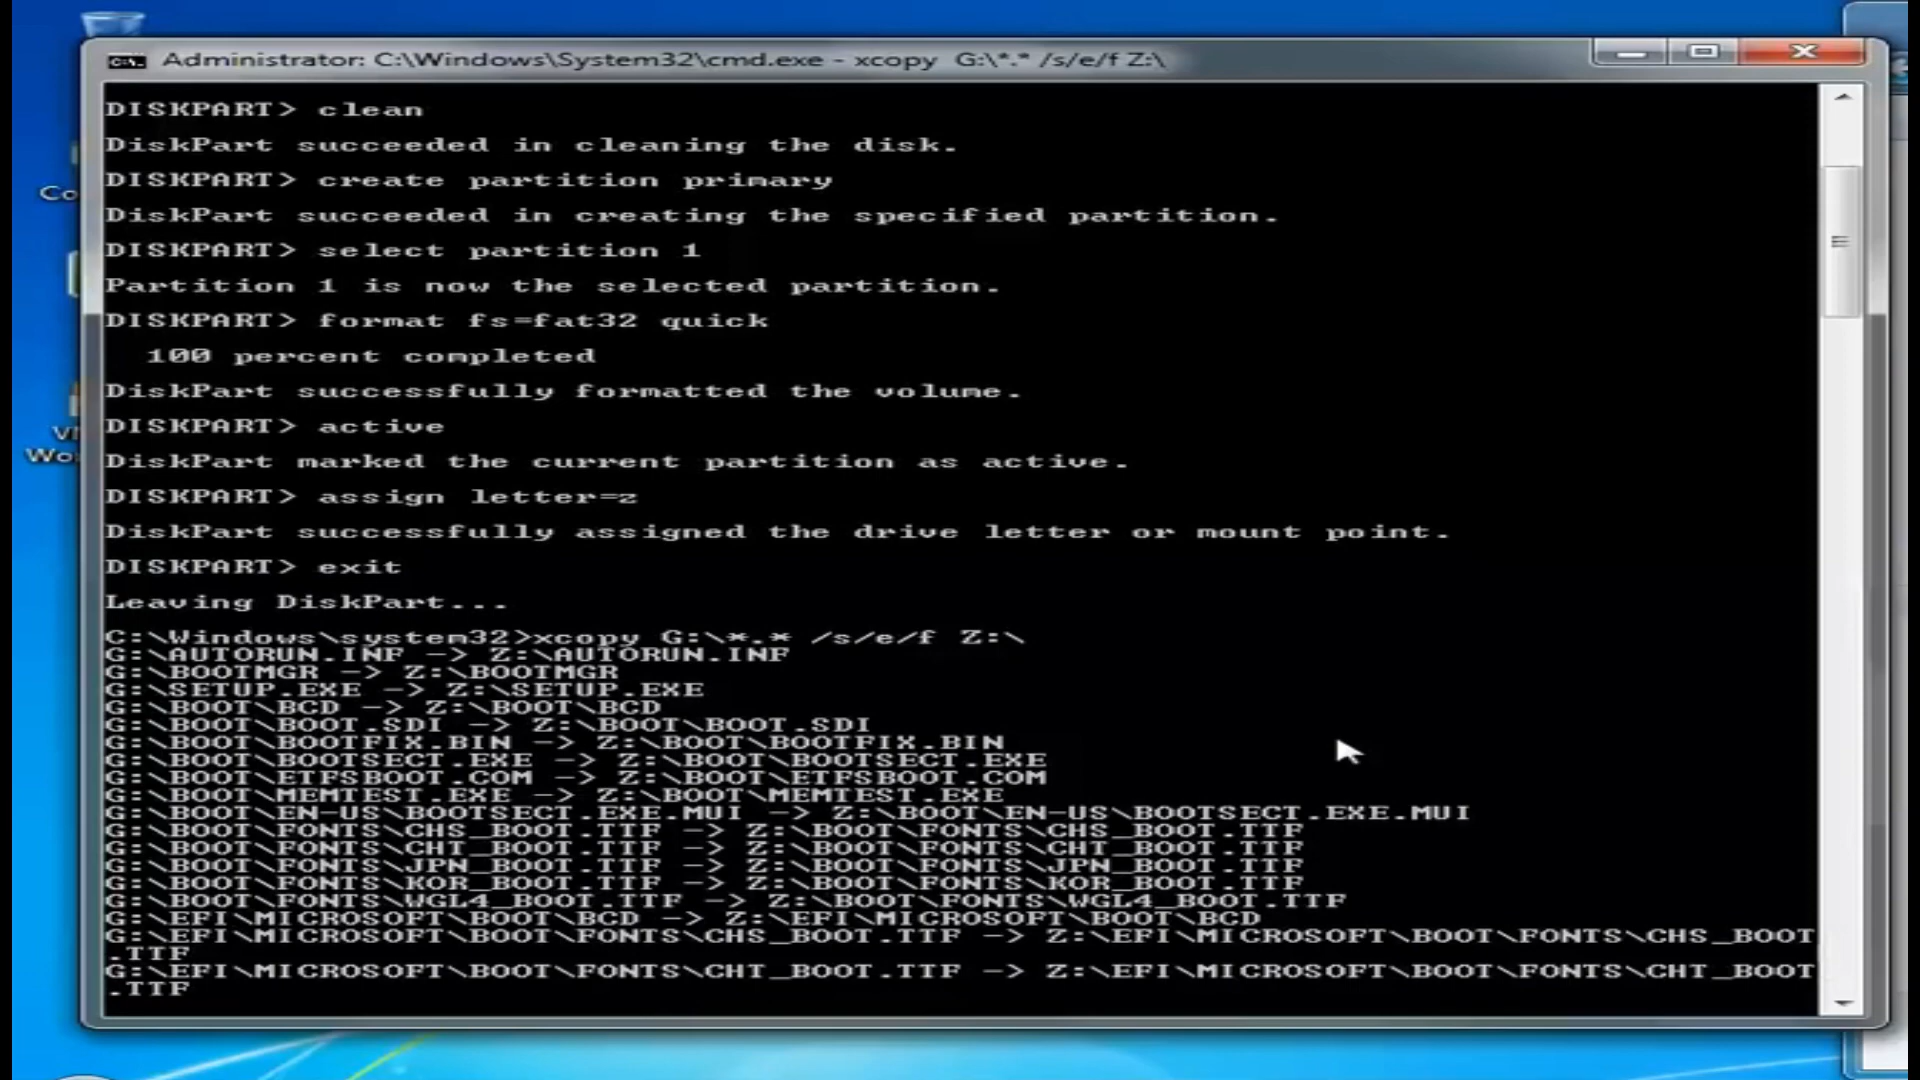 Administrator: C:\Windows\System32\cmd.exe - xcopy  G:\*.* /s/e/f Z:\
DISKPART> clean
DiskPart succeeded in cleaning the disk.
DISKPART> create partition primary
DiskPart succeeded in creating the specified partition.
DISKPART> select partition 1
Partition 1 is now the selected partition.
DISKPART> format fs=fat32 quick
  100 percent completed
DiskPart successfully formatted the volume.
DISKPART> active
DiskPart marked the current partition as active.
DISKPART> assign letter=z
DiskPart successfully assigned the drive letter or mount point.
DISKPART> exit
Leaving DiskPart...
C:\Windows\system32>xcopy G:\*.* /s/e/f Z:\
G:\AUTORUN.INF -> Z:\AUTORUN.INF
G:\BOOTMGR -> Z:\BOOTMGR
G:\SETUP.EXE -> Z:\SETUP.EXE
G:\BOOT\BCD -> Z:\BOOT\BCD
G:\BOOT\BOOT.SDI -> Z:\BOOT\BOOT.SDI
G:\BOOT\BOOTFIX.BIN -> Z:\BOOT\BOOTFIX.BIN
G:\BOOT\BOOTSECT.EXE -> Z:\BOOT\BOOTSECT.EXE
G:\BOOT\ETFSBOOT.COM -> Z:\BOOT\ETFSBOOT.COM
G:\BOOT\MEMTEST.EXE -> Z:\BOOT\MEMTEST.EXE
G:\BOOT\EN-US\BOOTSECT.EXE.MUI -> Z:\BOOT\EN-US\BOOTSECT.EXE.MUI
G:\BOOT\FONTS\CHS_BOOT.TTF -> Z:\BOOT\FONTS\CHS_BOOT.TTF
G:\BOOT\FONTS\CHT_BOOT.TTF -> Z:\BOOT\FONTS\CHT_BOOT.TTF
G:\BOOT\FONTS\JPN_BOOT.TTF -> Z:\BOOT\FONTS\JPN_BOOT.TTF
G:\BOOT\FONTS\KOR_BOOT.TTF -> Z:\BOOT\FONTS\KOR_BOOT.TTF
G:\BOOT\FONTS\WGL4_BOOT.TTF -> Z:\BOOT\FONTS\WGL4_BOOT.TTF
G:\EFI\MICROSOFT\BOOT\BCD -> Z:\EFI\MICROSOFT\BOOT\BCD
G:\EFI\MICROSOFT\BOOT\FONTS\CHS_BOOT.TTF -> Z:\EFI\MICROSOFT\BOOT\FONTS\CHS_BOOT
.TTF
G:\EFI\MICROSOFT\BOOT\FONTS\CHT_BOOT.TTF -> Z:\EFI\MICROSOFT\BOOT\FONTS\CHT_BOOT
.TTF